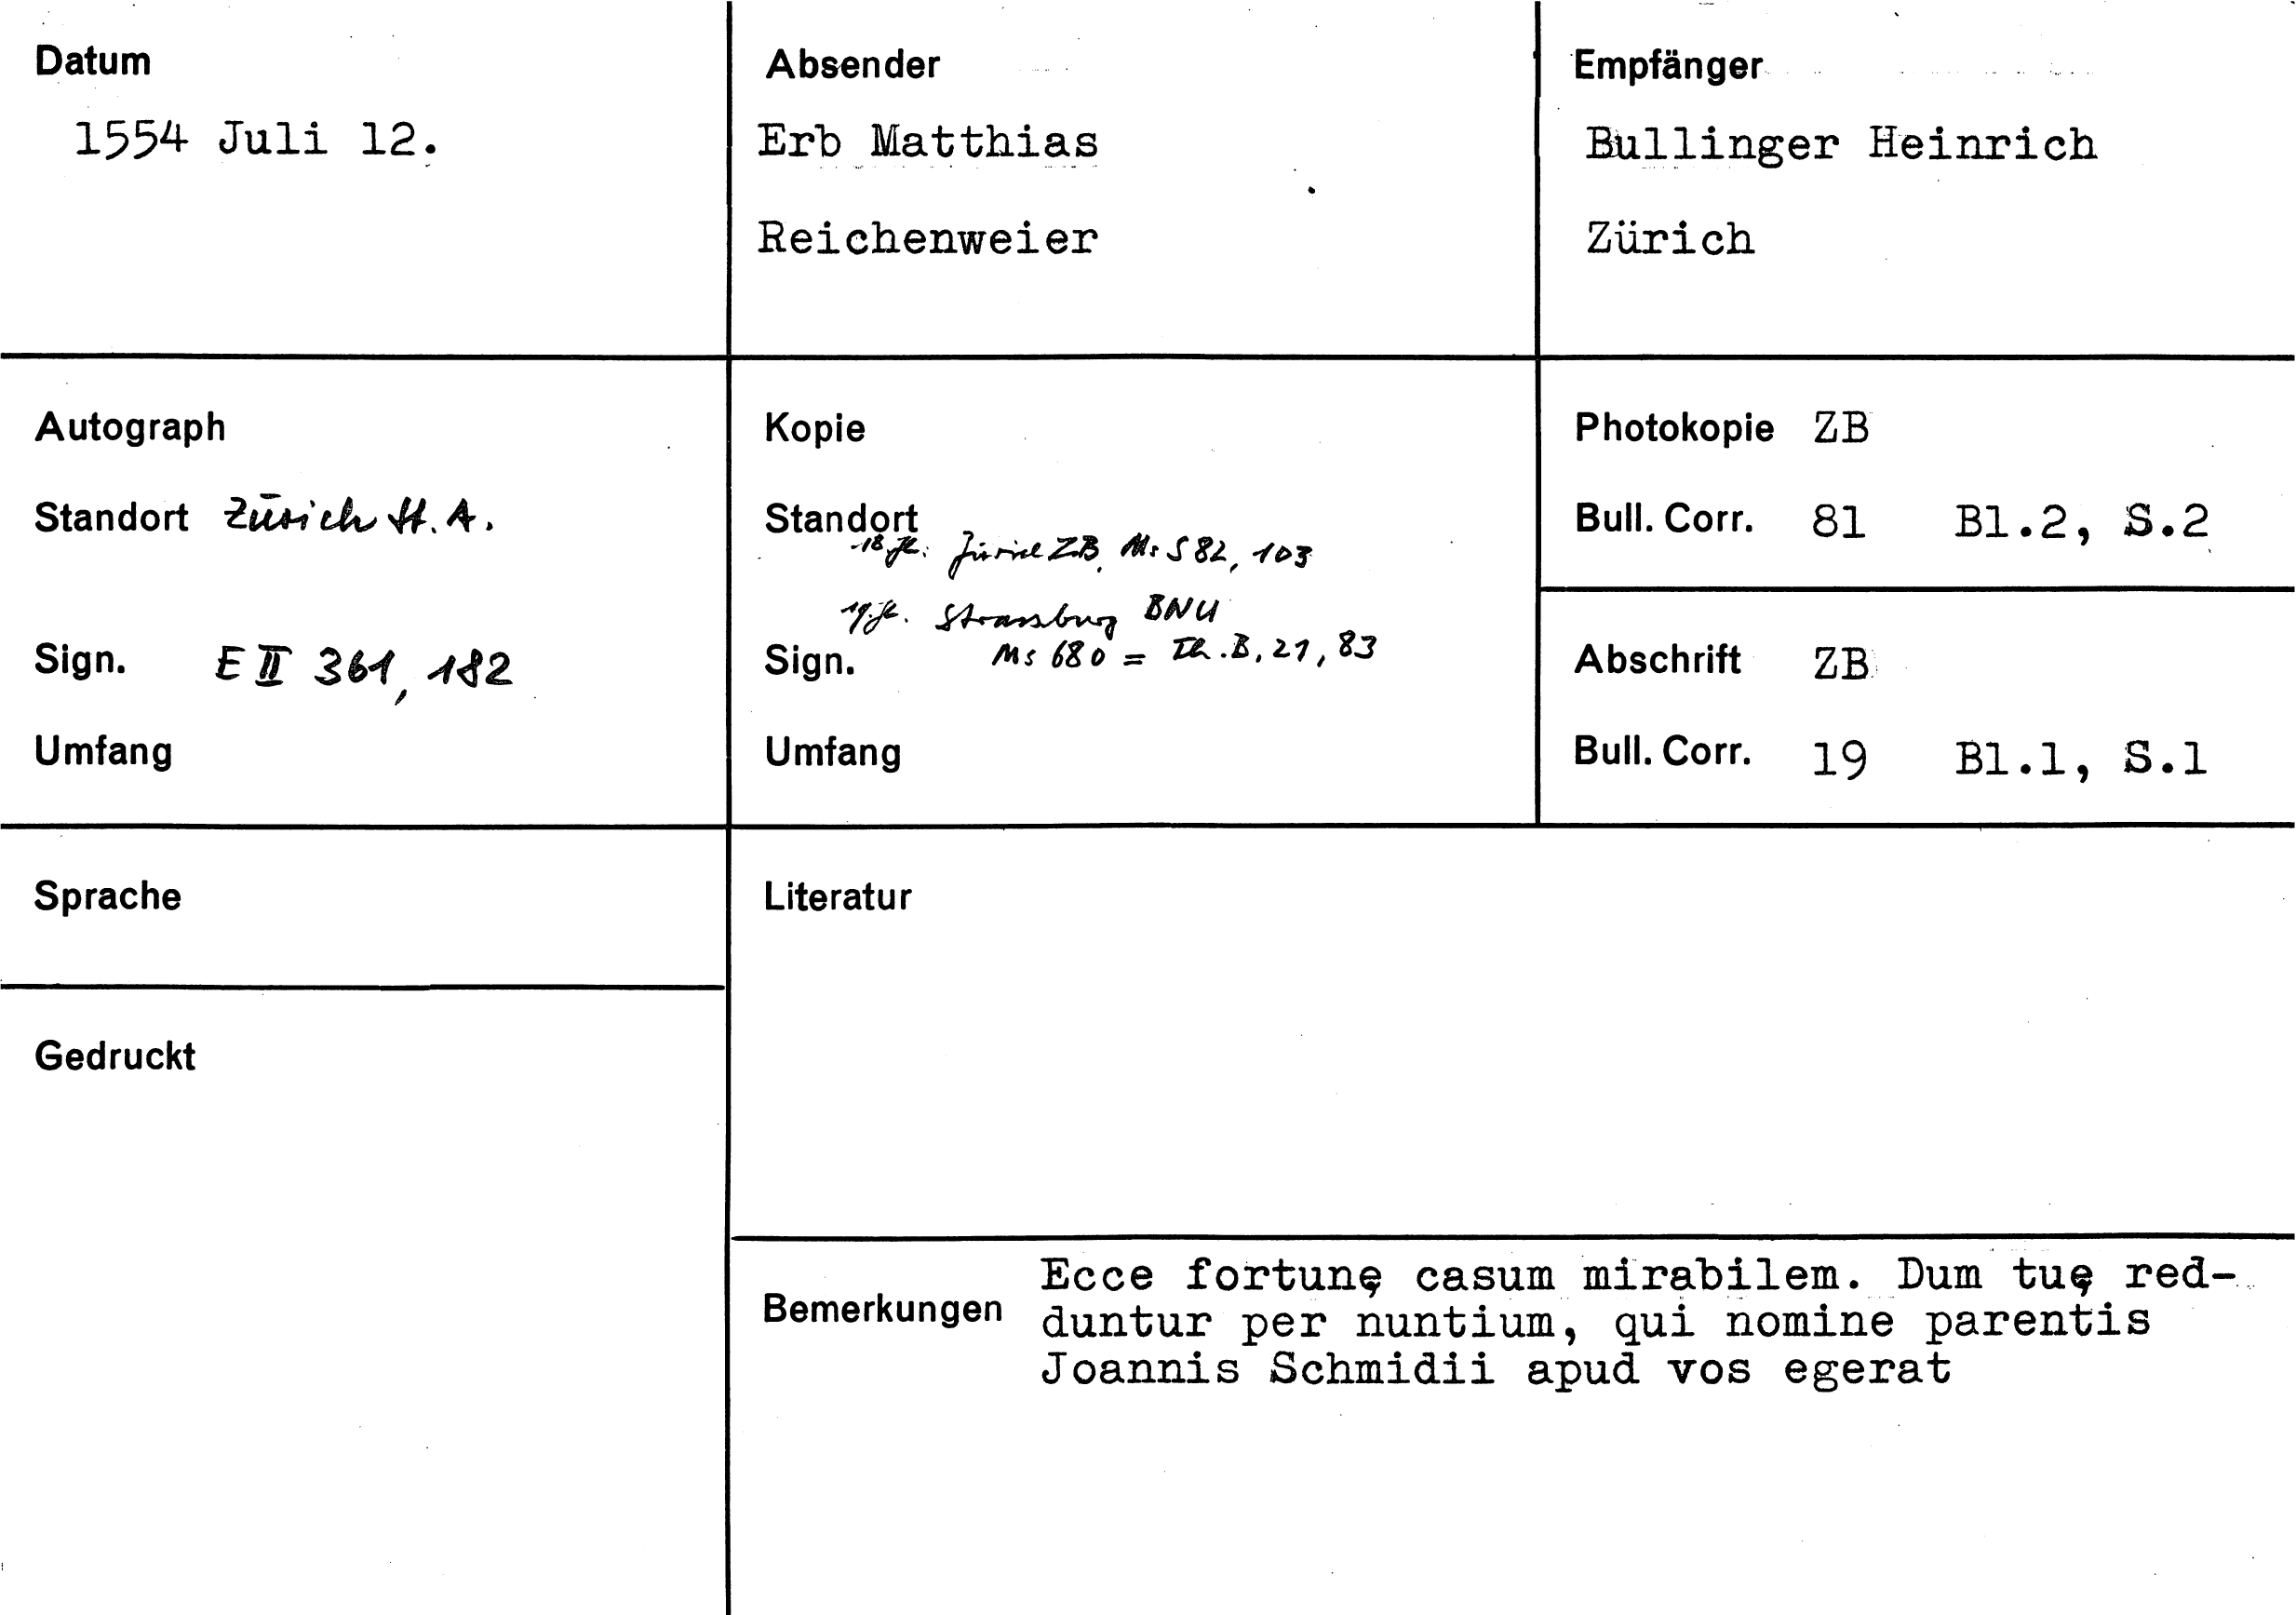 Datum
1554 Juli 12.
Absender
Erb Matthias
Reichenweier
Empfänger
Bullinger Heinrich
Zürich
Autograph
Standort Zürich St. A.
Sign. E II 361, 182
Umfang
Kopie
Standort
18. Jh. Zürich ZB, Ms S 82, 103
19. Jh. Strassburg BNU
Sign. Ms 680 = Th. B, 21, 83
Umfang
Photokopie ZB
Bull. Corr. 81 Bl.2, S.2
Abschrift ZB
Bull. Corr. 19 Bl.1, S.1
Sprache
Literatur
Gedruckt
Bemerkungen
Ecce fortunę casum mirabilem. Dum tuę red-
duntur per nuntium, qui nomine parentis
Joannis Schmidii apud vos egerat